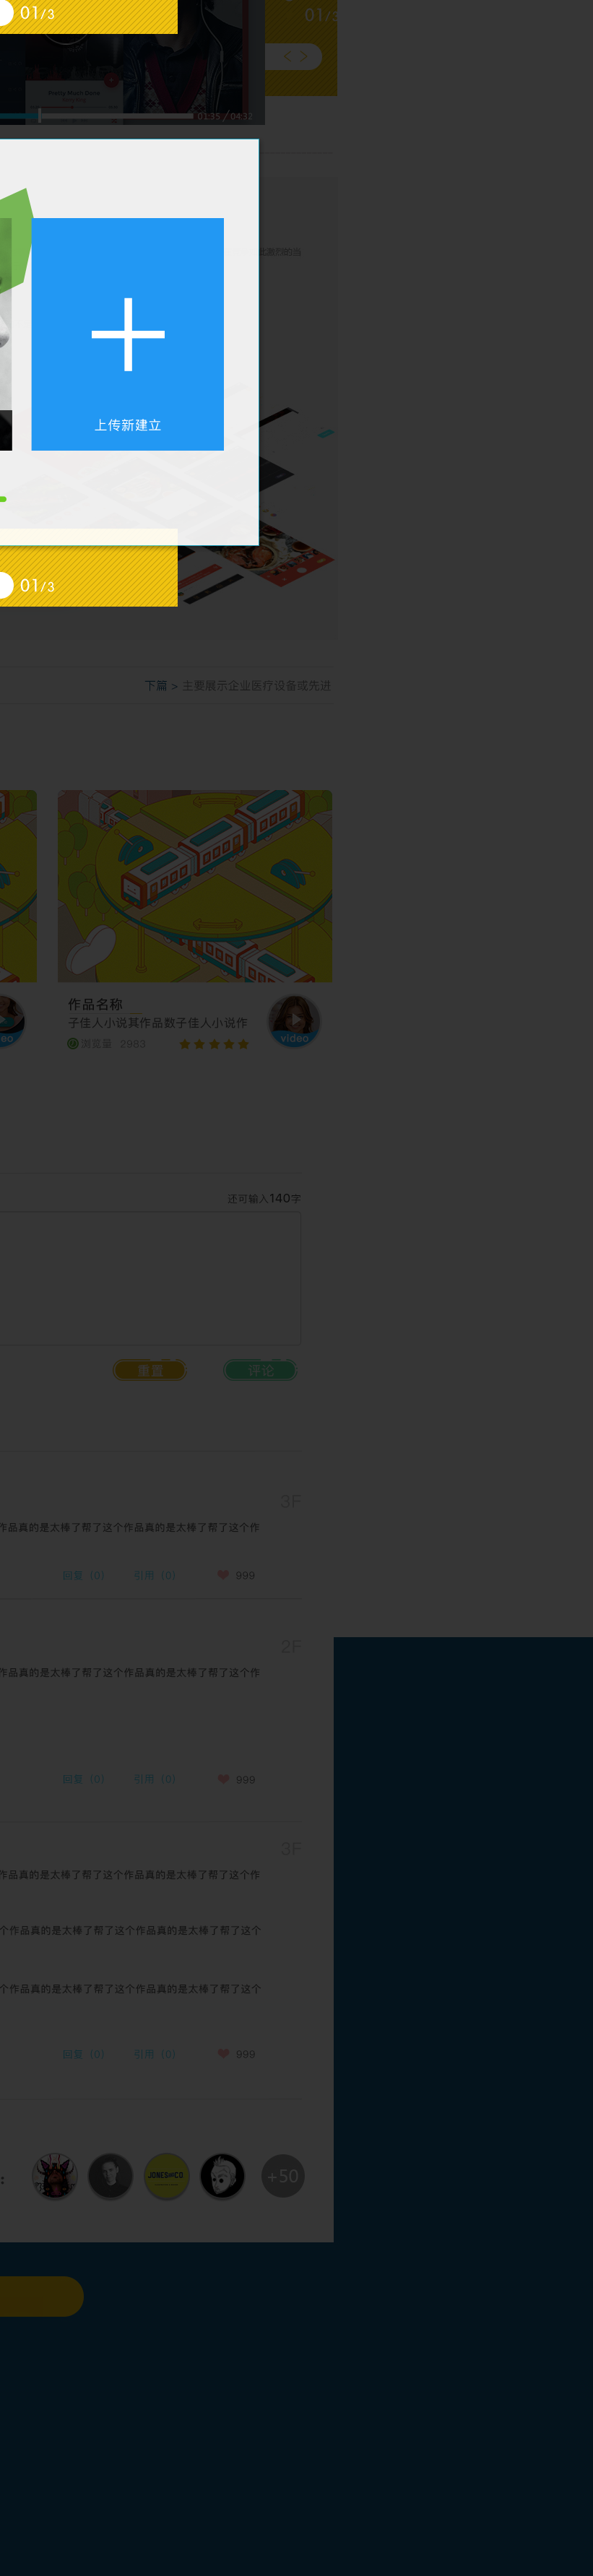 01/3
01/3
Pretty Much Done
01:35 / 04:32
上传新建立
01/3
下篇 > 主要展示企业医疗设备或先进
作品名称
子佳人小说其作品数子佳人小说作
浏览量 2983
video
还可输入140字
重置
评论
3F
作品真的是太棒了帮了这个作品真的是太棒了帮了这个作
回复 (0) 引用 (0) 999
2F
作品真的是太棒了帮了这个作品真的是太棒了帮了这个作
回复 (0) 引用 (0) 999
3F
作品真的是太棒了帮了这个作品真的是太棒了帮了这个作
个作品真的是太棒了帮了这个作品真的是太棒了帮了这个
个作品真的是太棒了帮了这个作品真的是太棒了帮了这个
回复 (0) 引用 (0) 999
+50